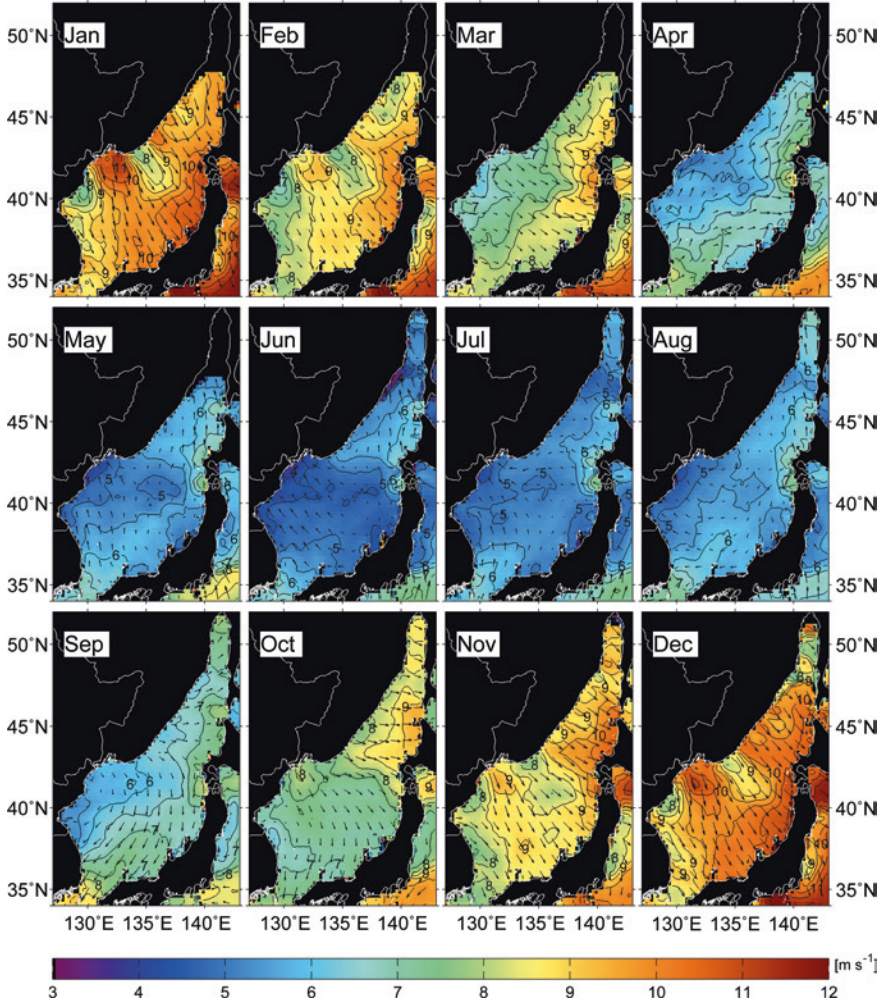 Jan Feb Mar Apr
50°N 50°N
45°N 45°N
40°N 40°N
35°N 35°N
May Jun Jul Aug
50°N 50°N
45°N 45°N
40°N 40°N
35°N 35°N
Sep Oct Nov Dec
50°N 50°N
45°N 45°N
40°N 40°N
35°N 35°N
130°E 135°E 140°E 130°E 135°E 140°E 130°E 135°E 140°E 130°E 135°E 140°E
[m s⁻¹]
3 4 5 6 7 8 9 10 11 12